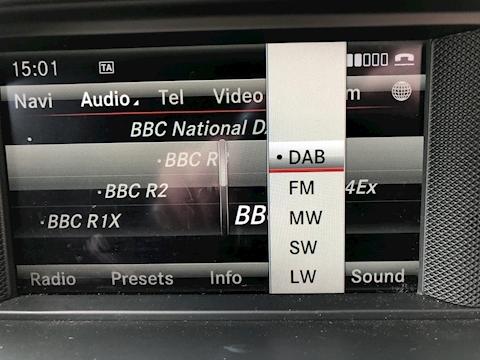 15:01 TA
Navi Audio Tel Video m
BBC National D
• BBC R
• BBC R2 4Ex
• BBC R1X BB
• DAB
FM
MW
SW
LW
Radio Presets Info Sound